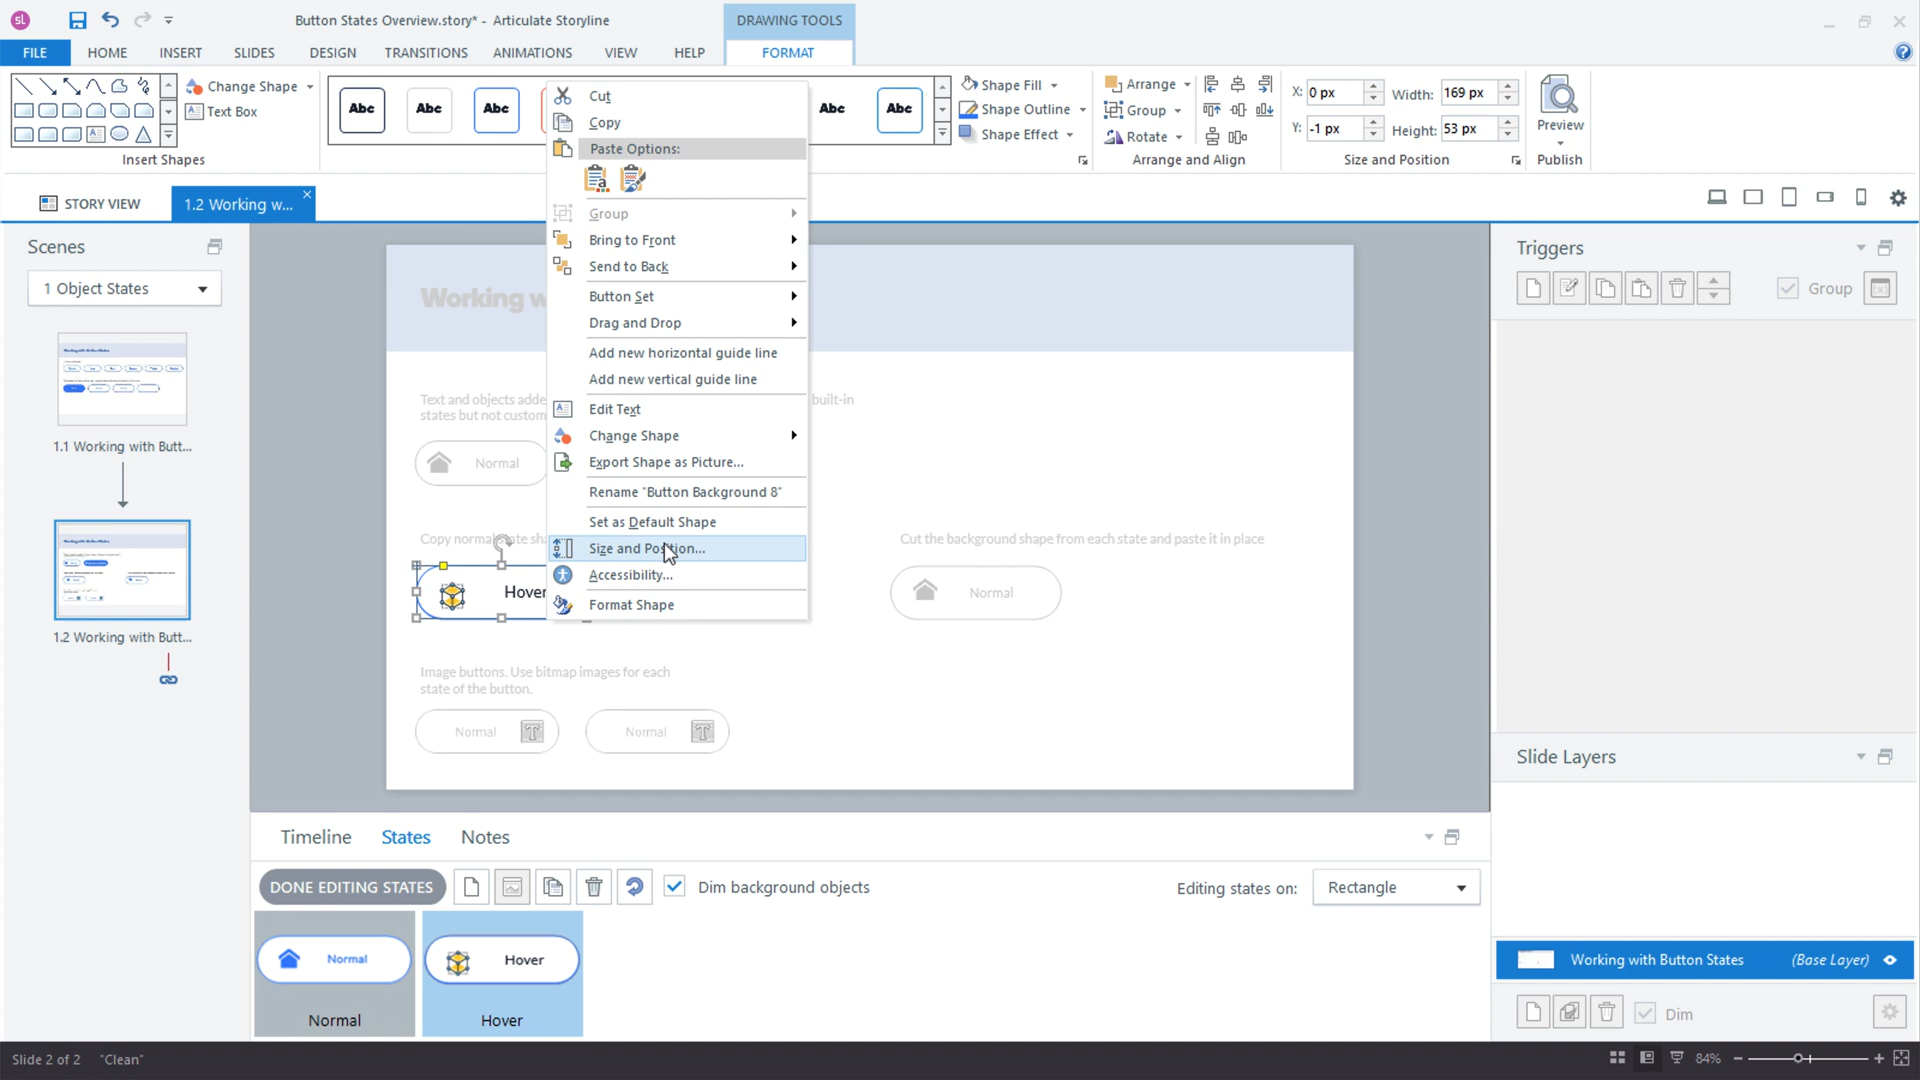 sl
Button States Overview.story* - Articulate Storyline
DRAWING TOOLS
FILE
HOME
INSERT
SLIDES
DESIGN
TRANSITIONS
ANIMATIONS
VIEW
HELP
FORMAT
Change Shape
Text Box
Insert Shapes
Abc
Abc
Abc
Abc
Abc
Shape Fill
Shape Outline
Shape Effect
Arrange
Group
Rotate
Arrange and Align
X: 0 px
Width: 169 px
Y: -1 px
Height: 53 px
Size and Position
Preview
Publish
STORY VIEW
1.2 Working w...
Scenes
1 Object States
1.1 Working with Butt...
1.2 Working with Butt...
Cut
Copy
Paste Options:
Group
Bring to Front
Send to Back
Button Set
Drag and Drop
Add new horizontal guide line
Add new vertical guide line
Edit Text
Change Shape
Export Shape as Picture...
Rename "Button Background 8"
Set as Default Shape
Size and Position...
Accessibility...
Format Shape
Working w
Text and objects adde
built-in
states but not custom
Normal
Copy normal state sha
Hover
Cut the background shape from each state and paste it in place
Normal
Image buttons. Use bitmap images for each
state of the button.
Normal
T
Normal
T
Triggers
Group
Slide Layers
Working with Button States
(Base Layer)
Dim
Timeline
States
Notes
DONE EDITING STATES
Dim background objects
Editing states on:
Rectangle
Normal
Normal
Hover
Hover
Slide 2 of 2
"Clean"
84%